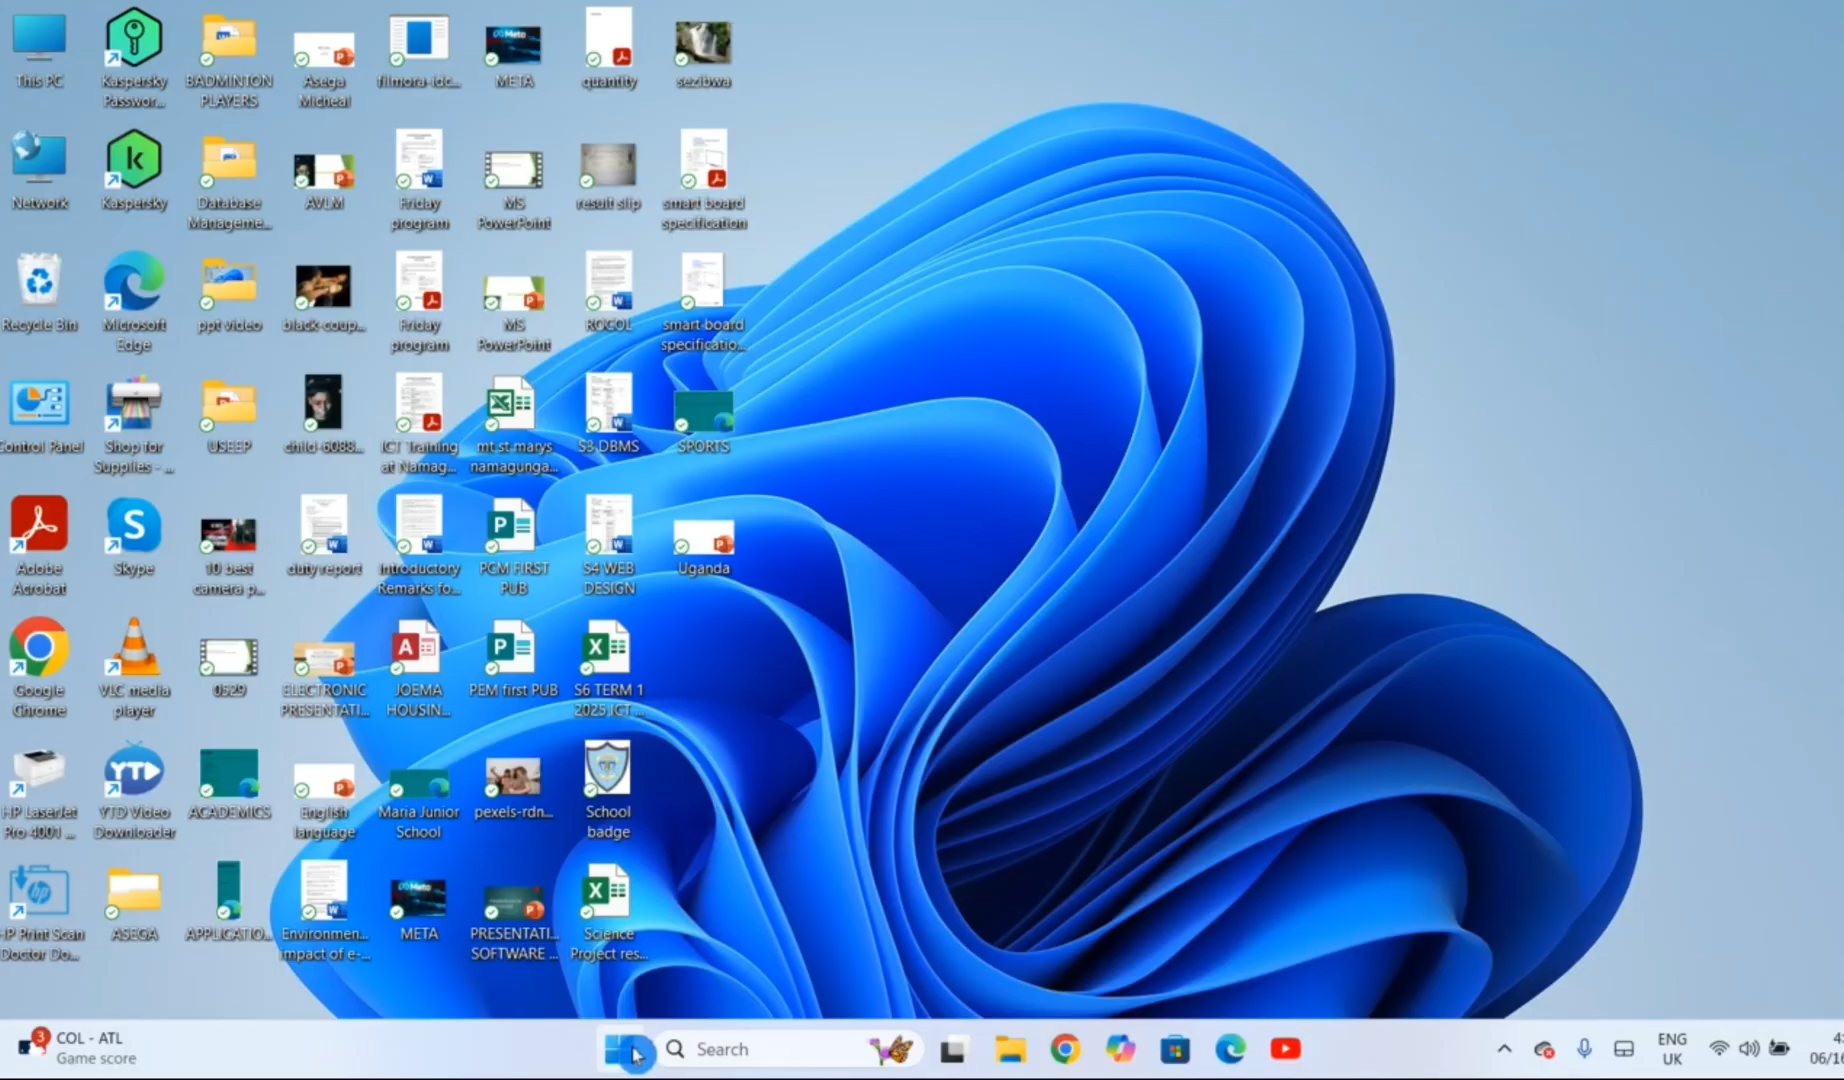 This PC
Kaspersky
Passwor...
BADMINTON
PLAYERS
Asega
Micheal
filmora-idc...
META
quantity
sezibwa
Network
Kaspersky
Database
Manageme...
AVLM
Friday
program
MS
PowerPoint
result slip
smart board
specification
Recycle Bin
Microsoft
Edge
ppt video
black-coup...
Friday
program
MS
PowerPoint
ROCOL
smart board
specificatio...
Control Panel
Shop for
Supplies - ...
USEEP
child-6088...
ICT Training
at Namag...
mt st marys
namagunga...
S3 DBMS
SPORTS
Adobe
Acrobat
Skype
10 best
camera p...
duty report
Introductory
Remarks fo...
PCM FIRST
PUB
S4 WEB
DESIGN
Uganda
Google
Chrome
VLC media
player
0529
ELECTRONIC
PRESENTATI...
JOEMA
HOUSIN...
PEM first PUB
S6 TERM 1
2025 ICT ...
HP LaserJet
Pro 4001 ...
YTD Video
Downloader
ACADEMICS
English
language
Maria Junior
School
pexels-rdn...
School
badge
HP Print Scan
Doctor Do...
ASEGA
APPLICATIO...
Environmen...
impact of e-...
META
PRESENTATI...
SOFTWARE ...
Science
Project res...
3
COL - ATL
Game score
Search
ENG
UK
4:
06/16